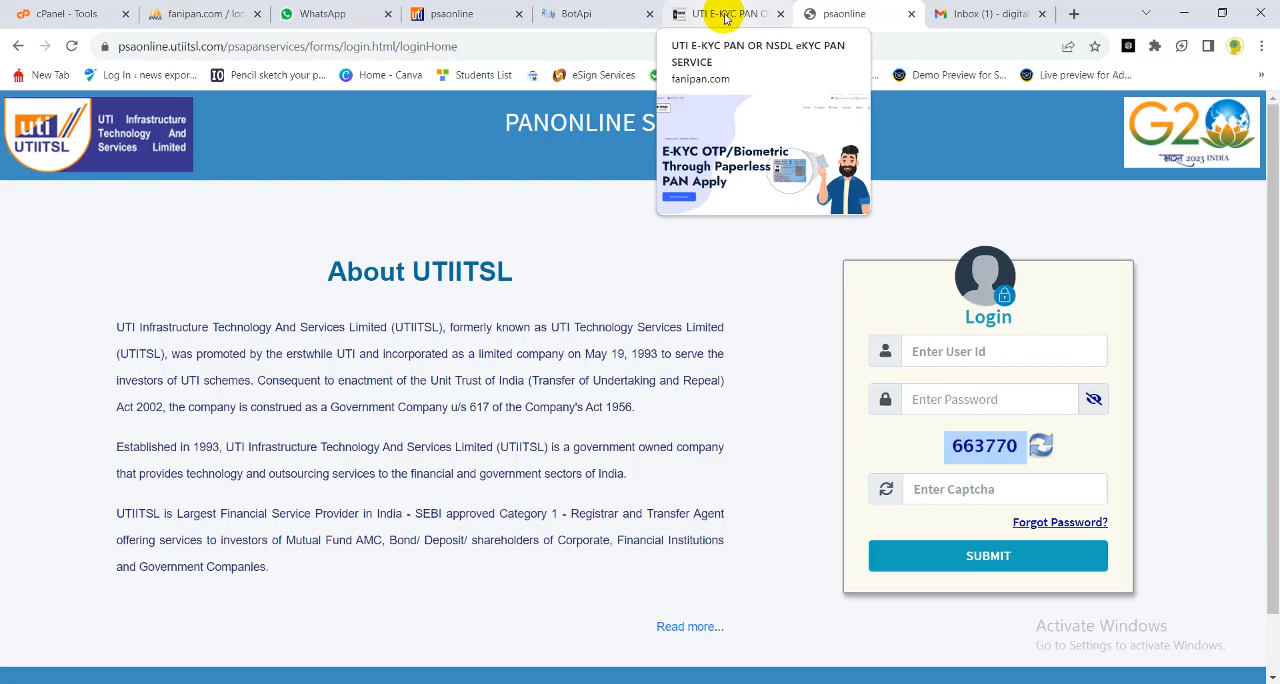 cPanel - Tools
fanipan.com / loc
WhatsApp
psaonline
BotApi
UTI E-KYC PAN O
psaonline
Inbox (1) - digital
psaonline.utiitsl.com/psapanservices/forms/login.html/loginHome
New Tab
Log In ‹ news expor...
Pencil sketch your p...
Home - Canva
Students List
eSign Services
Demo Preview for S...
Live preview for Ad...
»
UTI E-KYC PAN OR NSDL eKYC PAN
SERVICE
fanipan.com
E-KYC OTP/Biometric
Through Paperless
PAN Apply
uti
UTIITSL
UTI Infrastructure
Technology And
Services Limited
PANONLINE S
G20
भारत 2023 INDIA
About UTIITSL
UTI Infrastructure Technology And Services Limited (UTIITSL), formerly known as UTI Technology Services Limited
(UTITSL), was promoted by the erstwhile UTI and incorporated as a limited company on May 19, 1993 to serve the
investors of UTI schemes. Consequent to enactment of the Unit Trust of India (Transfer of Undertaking and Repeal)
Act 2002, the company is construed as a Government Company u/s 617 of the Company's Act 1956.
Established in 1993, UTI Infrastructure Technology And Services Limited (UTIITSL) is a government owned company
that provides technology and outsourcing services to the financial and government sectors of India.
UTIITSL is Largest Financial Service Provider in India - SEBI approved Category 1 - Registrar and Transfer Agent
offering services to investors of Mutual Fund AMC, Bond/ Deposit/ shareholders of Corporate, Financial Institutions
and Government Companies.
Read more...
Login
Enter User Id
Enter Password
663770
Enter Captcha
Forgot Password?
SUBMIT
Activate Windows
Go to Settings to activate Windows.